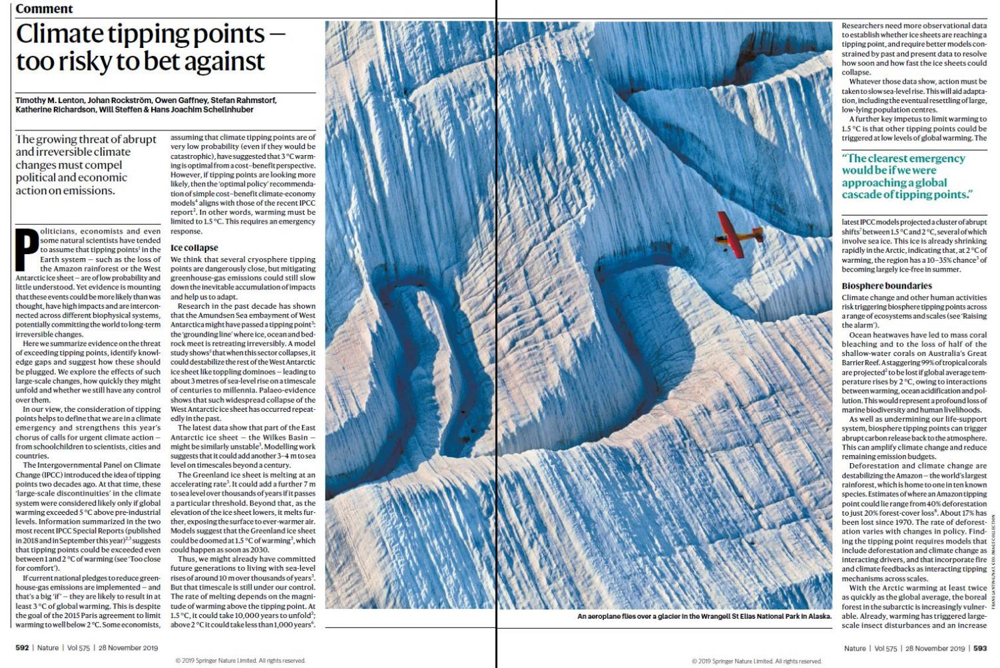 Comment
Climate tipping points —
too risky to bet against
Timothy M. Lenton, Johan Rockström, Owen Gaffney, Stefan Rahmstorf,
Katherine Richardson, Will Steffen & Hans Joachim Schellnhuber
The growing threat of abrupt
and irreversible climate
changes must compel
political and economic
action on emissions.
Politicians, economists and even
some natural scientists have tended
to assume that tipping points¹ in the
Earth system — such as the loss of
the Amazon rainforest or the West
Antarctic ice sheet — are of low probability and
little understood. Yet evidence is mounting
that these events could be more likely than was
thought, have high impacts and are intercon-
nected across different biophysical systems,
potentially committing the world to long-term
irreversible changes.
Here we summarize evidence on the threat
of exceeding tipping points, identify knowl-
edge gaps and suggest how these should
be plugged. We explore the effects of such
large-scale changes, how quickly they might
unfold and whether we still have any control
over them.
In our view, the consideration of tipping
points helps to define that we are in a climate
emergency and strengthens this year's
chorus of calls for urgent climate action —
from schoolchildren to scientists, cities and
countries.
The Intergovernmental Panel on Climate
Change (IPCC) introduced the idea of tipping
points two decades ago. At that time, these
'large-scale discontinuities' in the climate
system were considered likely only if global
warming exceeded 5 °C above pre-industrial
levels. Information summarized in the two
most recent IPCC Special Reports (published
in 2018 and in September this year)²,³ suggests
that tipping points could be exceeded even
between 1 and 2 °C of warming (see 'Too close
for comfort').
If current national pledges to reduce green-
house-gas emissions are implemented — and
that's a big 'if' — they are likely to result in at
least 3 °C of global warming. This is despite
the goal of the 2015 Paris agreement to limit
warming to well below 2 °C. Some economists,
assuming that climate tipping points are of
very low probability (even if they would be
catastrophic), have suggested that 3 °C warm-
ing is optimal from a cost–benefit perspective.
However, if tipping points are looking more
likely, then the 'optimal policy' recommenda-
tion of simple cost–benefit climate-economy
models⁴ aligns with those of the recent IPCC
report². In other words, warming must be
limited to 1.5 °C. This requires an emergency
response.
Ice collapse
We think that several cryosphere tipping
points are dangerously close, but mitigating
greenhouse-gas emissions could still slow
down the inevitable accumulation of impacts
and help us to adapt.
Research in the past decade has shown
that the Amundsen Sea embayment of West
Antarctica might have passed a tipping point³:
the 'grounding line' where ice, ocean and bed-
rock meet is retreating irreversibly. A model
study shows⁵ that when this sector collapses, it
could destabilize the rest of the West Antarctic
ice sheet like toppling dominoes — leading to
about 3 metres of sea-level rise on a timescale
of centuries to millennia. Palaeo-evidence
shows that such widespread collapse of the
West Antarctic ice sheet has occurred repeat-
edly in the past.
The latest data show that part of the East
Antarctic ice sheet — the Wilkes Basin —
might be similarly unstable³. Modelling work
suggests that it could add another 3–4 m to sea
level on timescales beyond a century.
The Greenland ice sheet is melting at an
accelerating rate³. It could add a further 7 m
to sea level over thousands of years if it passes
a particular threshold. Beyond that, as the
elevation of the ice sheet lowers, it melts fur-
ther, exposing the surface to ever-warmer air.
Models suggest that the Greenland ice sheet
could be doomed at 1.5 °C of warming³, which
could happen as soon as 2030.
Thus, we might already have committed
future generations to living with sea-level
rises of around 10 m over thousands of years³.
But that timescale is still under our control.
The rate of melting depends on the magni-
tude of warming above the tipping point. At
1.5 °C, it could take 10,000 years to unfold³;
above 2 °C it could take less than 1,000 years⁶.
An aeroplane flies over a glacier in the Wrangell St Elias National Park in Alaska.
Researchers need more observational data
to establish whether ice sheets are reaching a
tipping point, and require better models con-
strained by past and present data to resolve
how soon and how fast the ice sheets could
collapse.
Whatever those data show, action must be
taken to slow sea-level rise. This will aid adapta-
tion, including the eventual resettling of large,
low-lying population centres.
A further key impetus to limit warming to
1.5 °C is that other tipping points could be
triggered at low levels of global warming. The
“The clearest emergency
would be if we were
approaching a global
cascade of tipping points.”
latest IPCC models projected a cluster of abrupt
shifts⁷ between 1.5 °C and 2 °C, several of which
involve sea ice. This ice is already shrinking
rapidly in the Arctic, indicating that, at 2 °C of
warming, the region has a 10–35% chance³ of
becoming largely ice-free in summer.
Biosphere boundaries
Climate change and other human activities
risk triggering biosphere tipping points across
a range of ecosystems and scales (see 'Raising
the alarm').
Ocean heatwaves have led to mass coral
bleaching and to the loss of half of the
shallow-water corals on Australia's Great
Barrier Reef. A staggering 99% of tropical corals
are projected² to be lost if global average tem-
perature rises by 2 °C, owing to interactions
between warming, ocean acidification and pol-
lution. This would represent a profound loss of
marine biodiversity and human livelihoods.
As well as undermining our life-support
system, biosphere tipping points can trigger
abrupt carbon release back to the atmosphere.
This can amplify climate change and reduce
remaining emission budgets.
Deforestation and climate change are
destabilizing the Amazon — the world's largest
rainforest, which is home to one in ten known
species. Estimates of where an Amazon tipping
point could lie range from 40% deforestation
to just 20% forest-cover loss⁸. About 17% has
been lost since 1970. The rate of deforest-
ation varies with changes in policy. Find-
ing the tipping point requires models that
include deforestation and climate change as
interacting drivers, and that incorporate fire
and climate feedbacks as interacting tipping
mechanisms across scales.
With the Arctic warming at least twice
as quickly as the global average, the boreal
forest in the subarctic is increasingly vulner-
able. Already, warming has triggered large-
scale insect disturbances and an increase
FRANS LANTING/NAT. GEO. IMAGE COLLECTION
592 | Nature | Vol 575 | 28 November 2019
© 2019 Springer Nature Limited. All rights reserved.
Nature | Vol 575 | 28 November 2019 | 593
© 2019 Springer Nature Limited. All rights reserved.